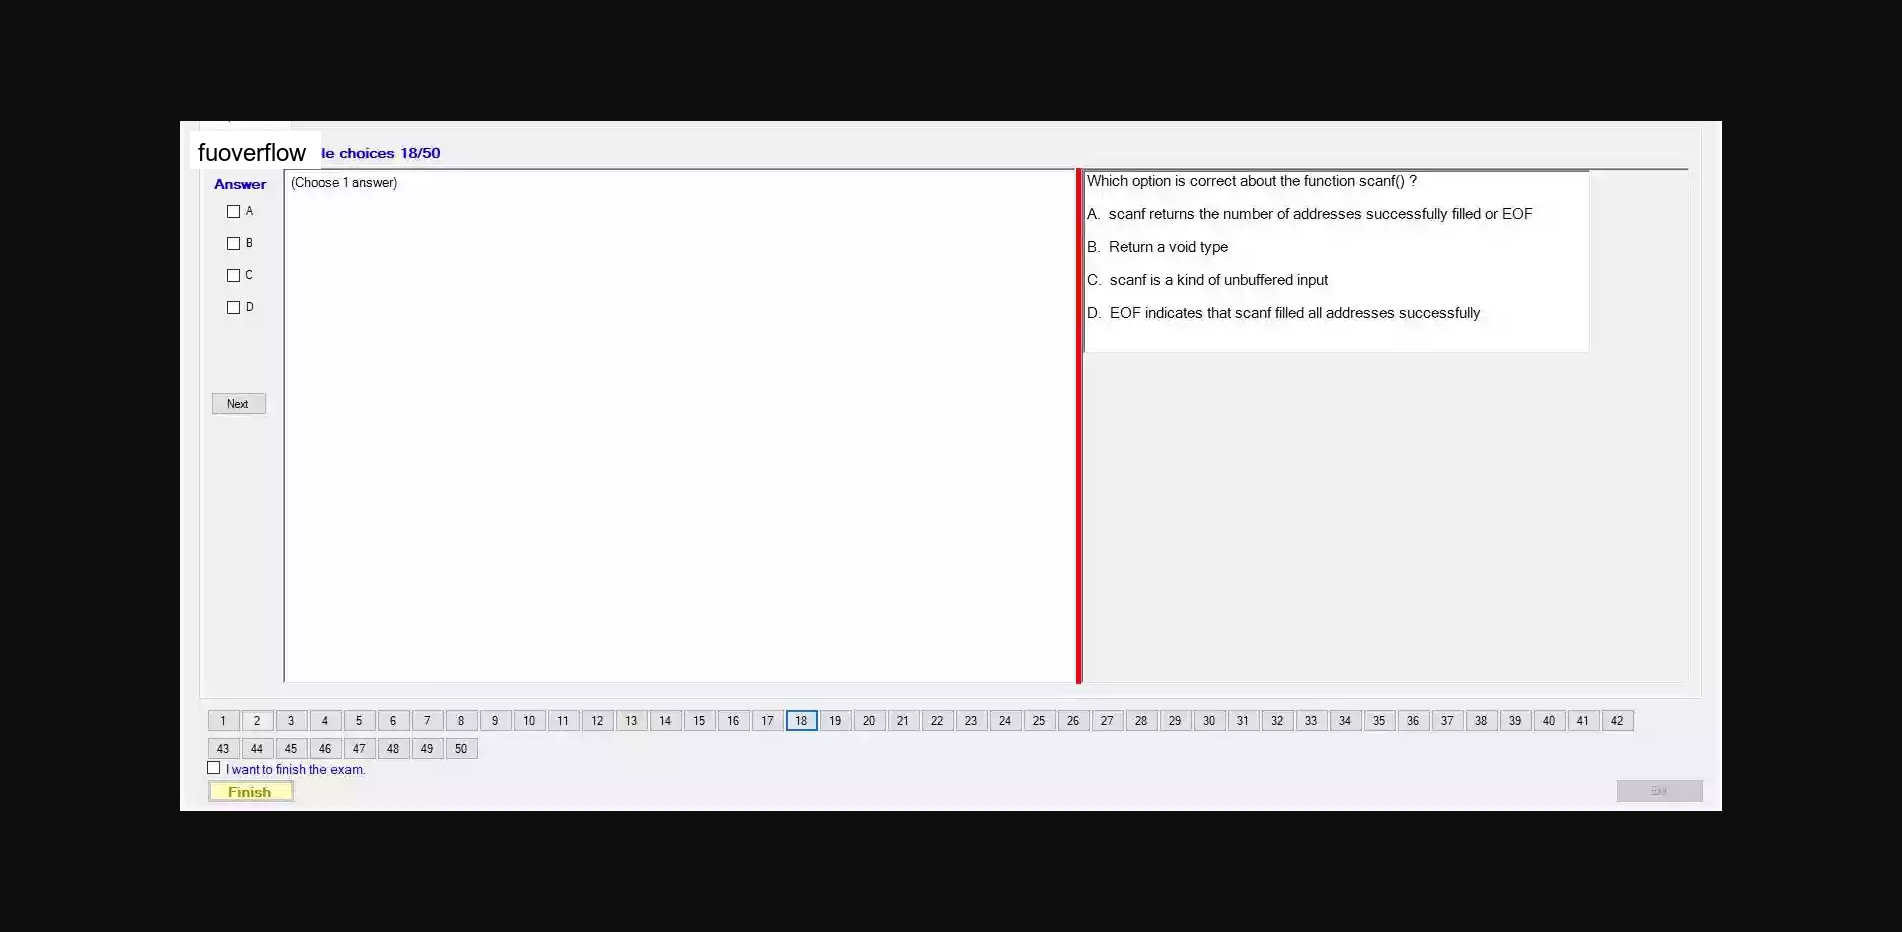 fuoverflow
le choices 18/50
Answer
(Choose 1 answer)
A
B
C
D
Next
Which option is correct about the function scanf() ?
A. scanf returns the number of addresses successfully filled or EOF
B. Return a void type
C. scanf is a kind of unbuffered input
D. EOF indicates that scanf filled all addresses successfully
1 2 3 4 5 6 7 8 9 10 11 12 13 14 15 16 17 18 19 20 21 22 23 24 25 26 27 28 29 30 31 32 33 34 35 36 37 38 39 40 41 42
43 44 45 46 47 48 49 50
I want to finish the exam.
Finish